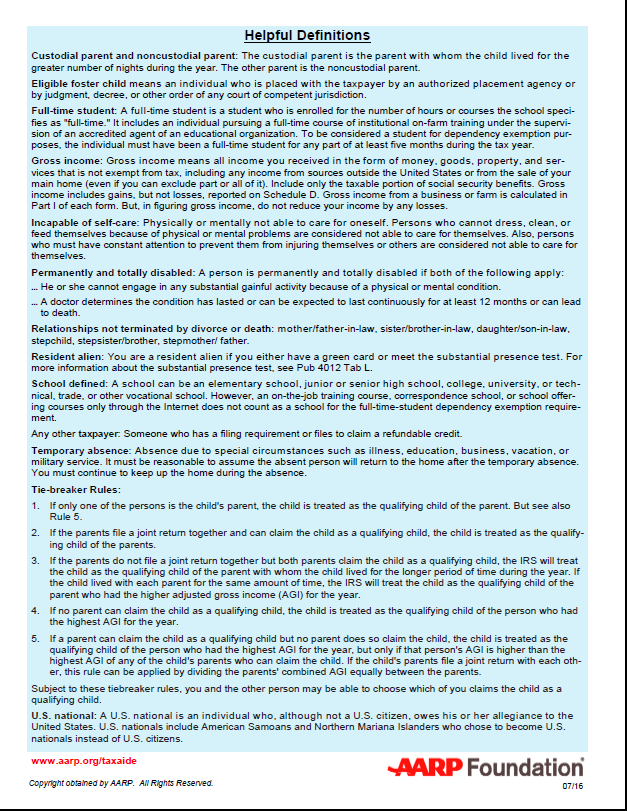 Helpful Definitions
Custodial parent and noncustodial parent: The custodial parent is the parent with whom the child lived for the
greater number of nights during the year. The other parent is the noncustodial parent.
Eligible foster child means an individual who is placed with the taxpayer by an authorized placement agency or
by judgment, decree, or other order of any court of competent jurisdiction.
Full-time student: A full-time student is a student who is enrolled for the number of hours or courses the school speci-
fies as "full-time." It includes an individual pursuing a full-time course of institutional on-farm training under the supervi-
sion of an accredited agent of an educational organization. To be considered a student for dependency exemption pur-
poses, the individual must have been a full-time student for any part of at least five months during the tax year.
Gross income: Gross income means all income you received in the form of money, goods, property, and ser-
vices that is not exempt from tax, including any income from sources outside the United States or from the sale of your
main home (even if you can exclude part or all of it). Include only the taxable portion of social security benefits. Gross
income includes gains, but not losses, reported on Schedule D. Gross income from a business or farm is calculated in
Part I of each form. But, in figuring gross income, do not reduce your income by any losses.
Incapable of self-care: Physically or mentally not able to care for oneself. Persons who cannot dress, clean, or
feed themselves because of physical or mental problems are considered not able to care for themselves. Also, persons
who must have constant attention to prevent them from injuring themselves or others are considered not able to care for
themselves.
Permanently and totally disabled: A person is permanently and totally disabled if both of the following apply:
... He or she cannot engage in any substantial gainful activity because of a physical or mental condition.
... A doctor determines the condition has lasted or can be expected to last continuously for at least 12 months or can lead
to death.
Relationships not terminated by divorce or death: mother/father-in-law, sister/brother-in-law, daughter/son-in-law,
stepchild, stepsister/brother, stepmother/ father.
Resident alien: You are a resident alien if you either have a green card or meet the substantial presence test. For
more information about the substantial presence test, see Pub 4012 Tab L.
School defined: A school can be an elementary school, junior or senior high school, college, university, or tech-
nical, trade, or other vocational school. However, an on-the-job training course, correspondence school, or school offer-
ing courses only through the Internet does not count as a school for the full-time-student dependency exemption require-
ment.
Any other taxpayer: Someone who has a filing requirement or files to claim a refundable credit.
Temporary absence: Absence due to special circumstances such as illness, education, business, vacation, or
military service. It must be reasonable to assume the absent person will return to the home after the temporary absence.
You must continue to keep up the home during the absence.
Tie-breaker Rules:
1. If only one of the persons is the child's parent, the child is treated as the qualifying child of the parent. But see also
Rule 5.
2. If the parents file a joint return together and can claim the child as a qualifying child, the child is treated as the qualify-
ing child of the parents.
3. If the parents do not file a joint return together but both parents claim the child as a qualifying child, the IRS will treat
the child as the qualifying child of the parent with whom the child lived for the longer period of time during the year. If
the child lived with each parent for the same amount of time, the IRS will treat the child as the qualifying child of the
parent who had the higher adjusted gross income (AGI) for the year.
4. If no parent can claim the child as a qualifying child, the child is treated as the qualifying child of the person who had
the highest AGI for the year.
5. If a parent can claim the child as a qualifying child but no parent does so claim the child, the child is treated as the
qualifying child of the person who had the highest AGI for the year, but only if that person's AGI is higher than the
highest AGI of any of the child's parents who can claim the child. If the child's parents file a joint return with each oth-
er, this rule can be applied by dividing the parents' combined AGI equally between the parents.
Subject to these tiebreaker rules, you and the other person may be able to choose which of you claims the child as a
qualifying child.
U.S. national: A U.S. national is an individual who, although not a U.S. citizen, owes his or her allegiance to the
United States. U.S. nationals include American Samoans and Northern Mariana Islanders who chose to become U.S.
nationals instead of U.S. citizens.
www.aarp.org/taxaide
AARP Foundation
Copyright obtained by AARP. All Rights Reserved.
07/16